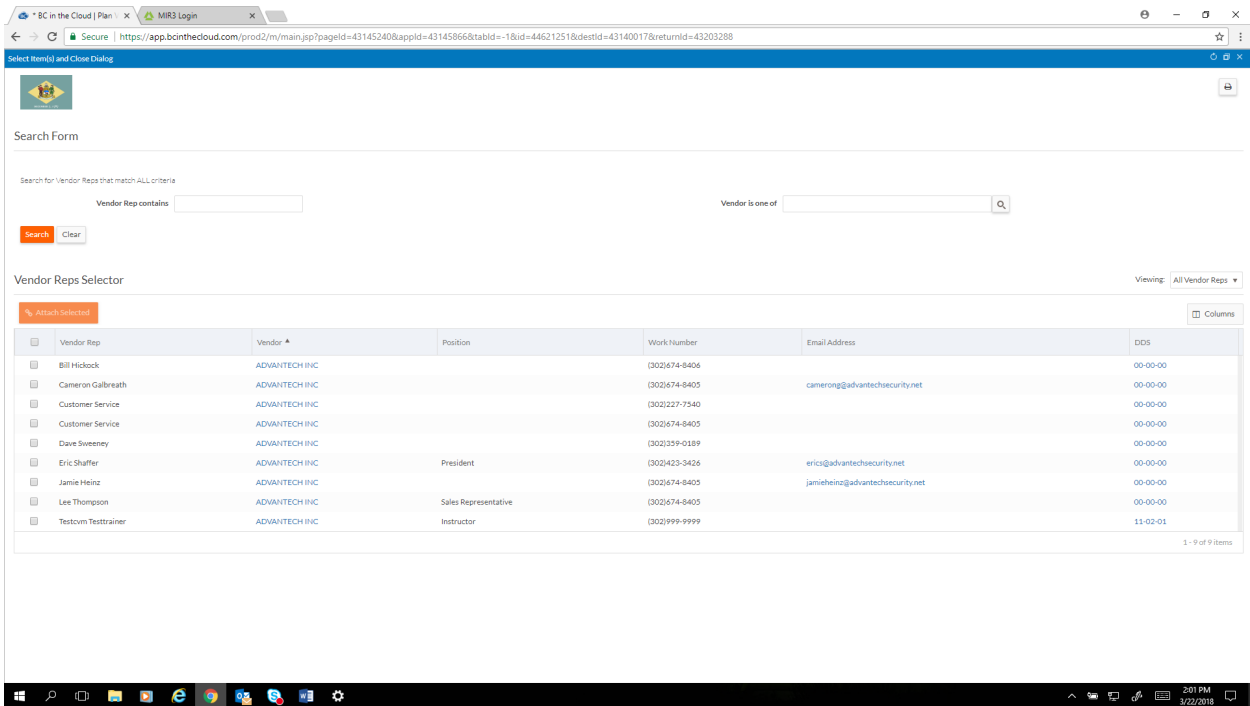 * BC in the Cloud | Plan
MIR3 Login
Secure | https://app.bcinthecloud.com/prod2/m/main.jsp?pageId=43145240&appId=43145866&tabId=-1&id=44621251&destId=43140017&returnId=43203288
Select Item(s) and Close Dialog
Search Form
Search for Vendor Reps that match ALL criteria
Vendor Rep contains Vendor is one of
Search Clear
Vendor Reps Selector Viewing: All Vendor Reps
Attach Selected Columns
Vendor Rep Vendor Position Work Number Email Address DDS
Bill Hickock ADVANTECH INC (302)674-8406 00-00-00
Cameron Galbreath ADVANTECH INC (302)674-8405 camerong@advantechsecurity.net 00-00-00
Customer Service ADVANTECH INC (302)227-7540 00-00-00
Customer Service ADVANTECH INC (302)674-8405 00-00-00
Dave Sweeney ADVANTECH INC (302)359-0189 00-00-00
Eric Shaffer ADVANTECH INC President (302)423-3426 erics@advantechsecurity.net 00-00-00
Jamie Heinz ADVANTECH INC (302)674-8405 jamieheinz@advantechsecurity.net 00-00-00
Lee Thompson ADVANTECH INC Sales Representative (302)674-8405 00-00-00
Testcvm Testtrainer ADVANTECH INC Instructor (302)999-9999 11-02-01
1 - 9 of 9 items
2:01 PM
3/22/2018